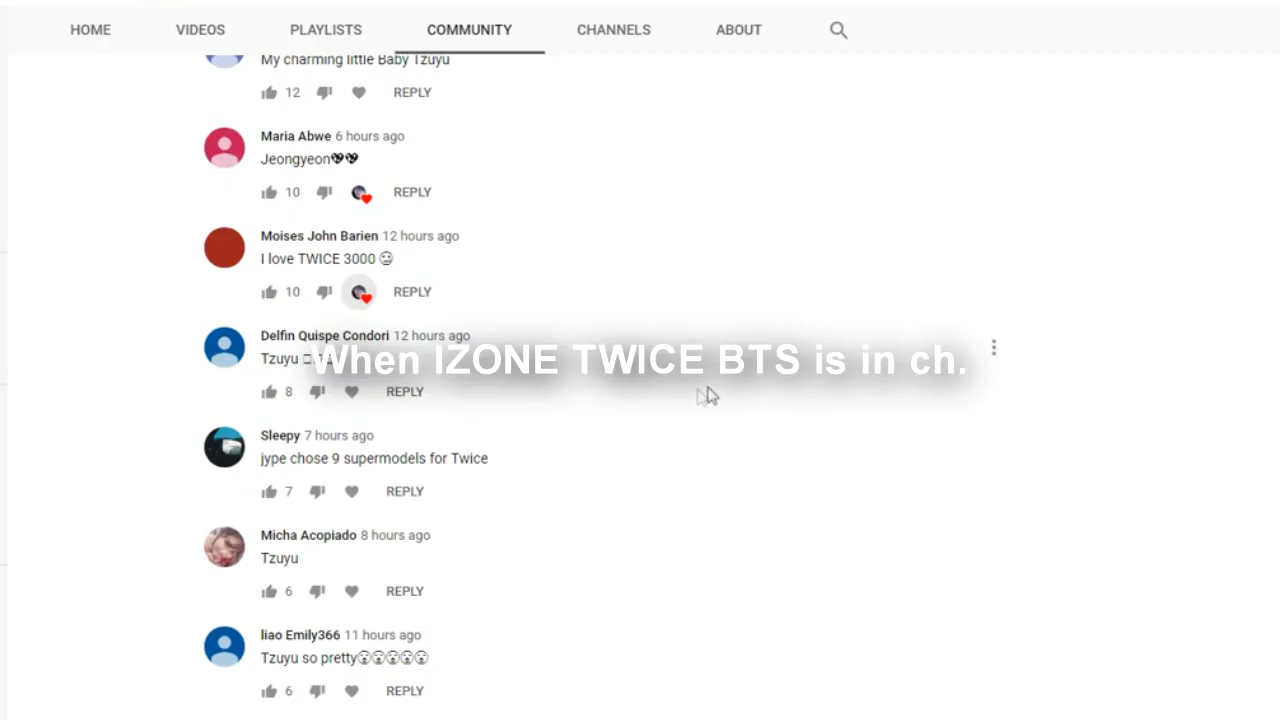 HOME VIDEOS PLAYLISTS COMMUNITY CHANNELS ABOUT
My charming little Baby Tzuyu
12 REPLY
Maria Abwe 6 hours ago
Jeongyeon💖💖
10 REPLY
Moises John Barien 12 hours ago
I love TWICE 3000
10 REPLY
Delfin Quispe Condori 12 hours ago
Tzuyu
When IZONE TWICE BTS is in ch.
8 REPLY
Sleepy 7 hours ago
jype chose 9 supermodels for Twice
7 REPLY
Micha Acopiado 8 hours ago
Tzuyu
6 REPLY
liao Emily366 11 hours ago
Tzuyu so pretty😮😮😮😮😮
6 REPLY